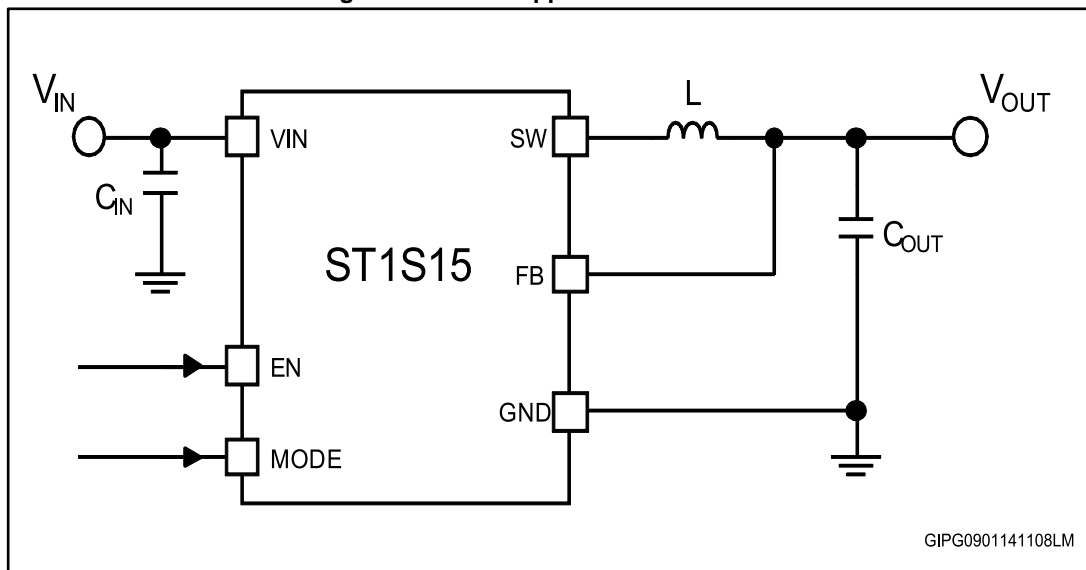 VIN
VOUT
L
VIN
SW
CIN
COUT
ST1S15
FB
EN
GND
MODE
GIPG0901141108LM